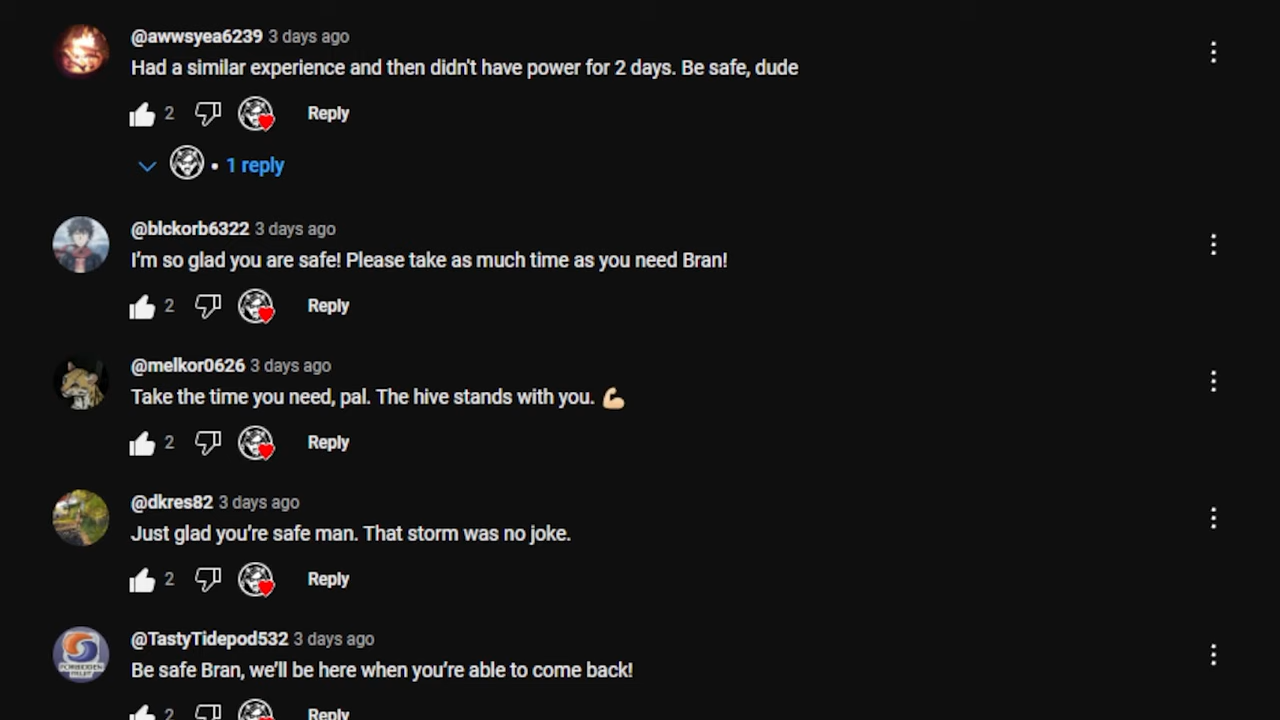 @awwsyea6239 3 days ago
Had a similar experience and then didn't have power for 2 days. Be safe, dude
2 Reply
• 1 reply
@blckorb6322 3 days ago
I'm so glad you are safe! Please take as much time as you need Bran!
2 Reply
@melkor0626 3 days ago
Take the time you need, pal. The hive stands with you. 💪🏼
2 Reply
@dkres82 3 days ago
Just glad you're safe man. That storm was no joke.
2 Reply
@TastyTidepod532 3 days ago
FORBIDDEN
Be safe Bran, we'll be here when you're able to come back!
2 Reply